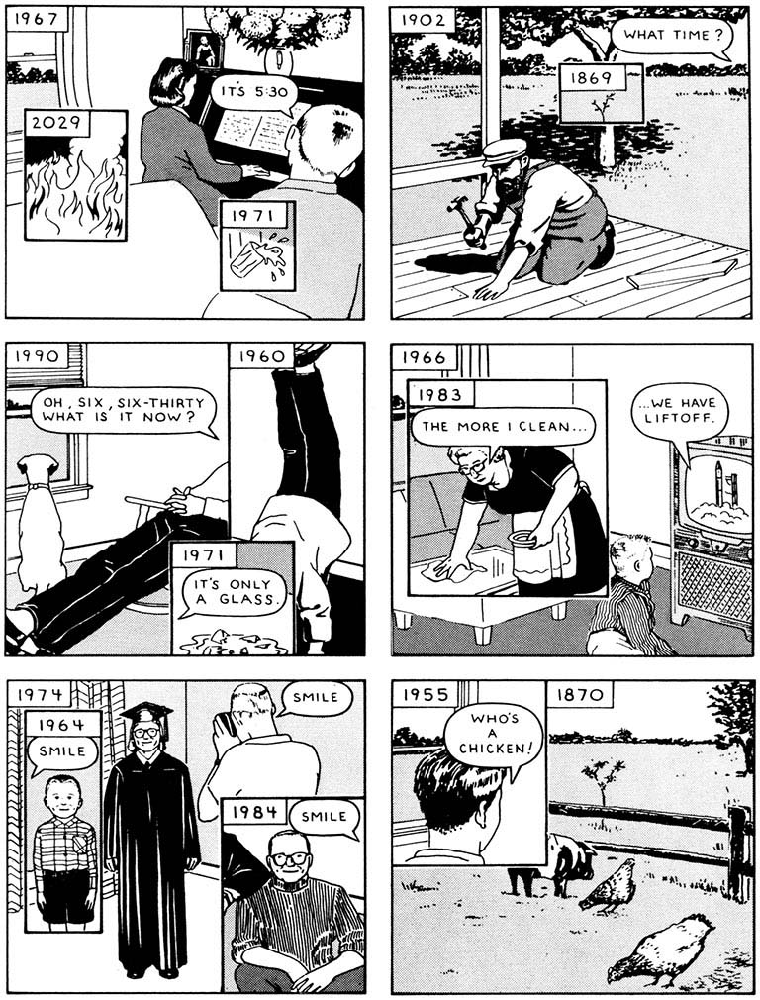 1967
IT'S 5:30
2029
1971
1902
WHAT TIME?
1869
1990
OH, SIX, SIX-THIRTY
WHAT IS IT NOW?
1960
1971
IT'S ONLY
A GLASS.
1966
1983
THE MORE I CLEAN...
...WE HAVE
LIFTOFF.
1974
1964
SMILE
SMILE
1984
SMILE
1955
WHO'S
A
CHICKEN!
1870